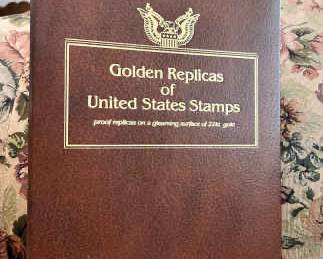 Golden Replicas
of
United States Stamps
proof replicas on a gleaming surface of 22kt gold